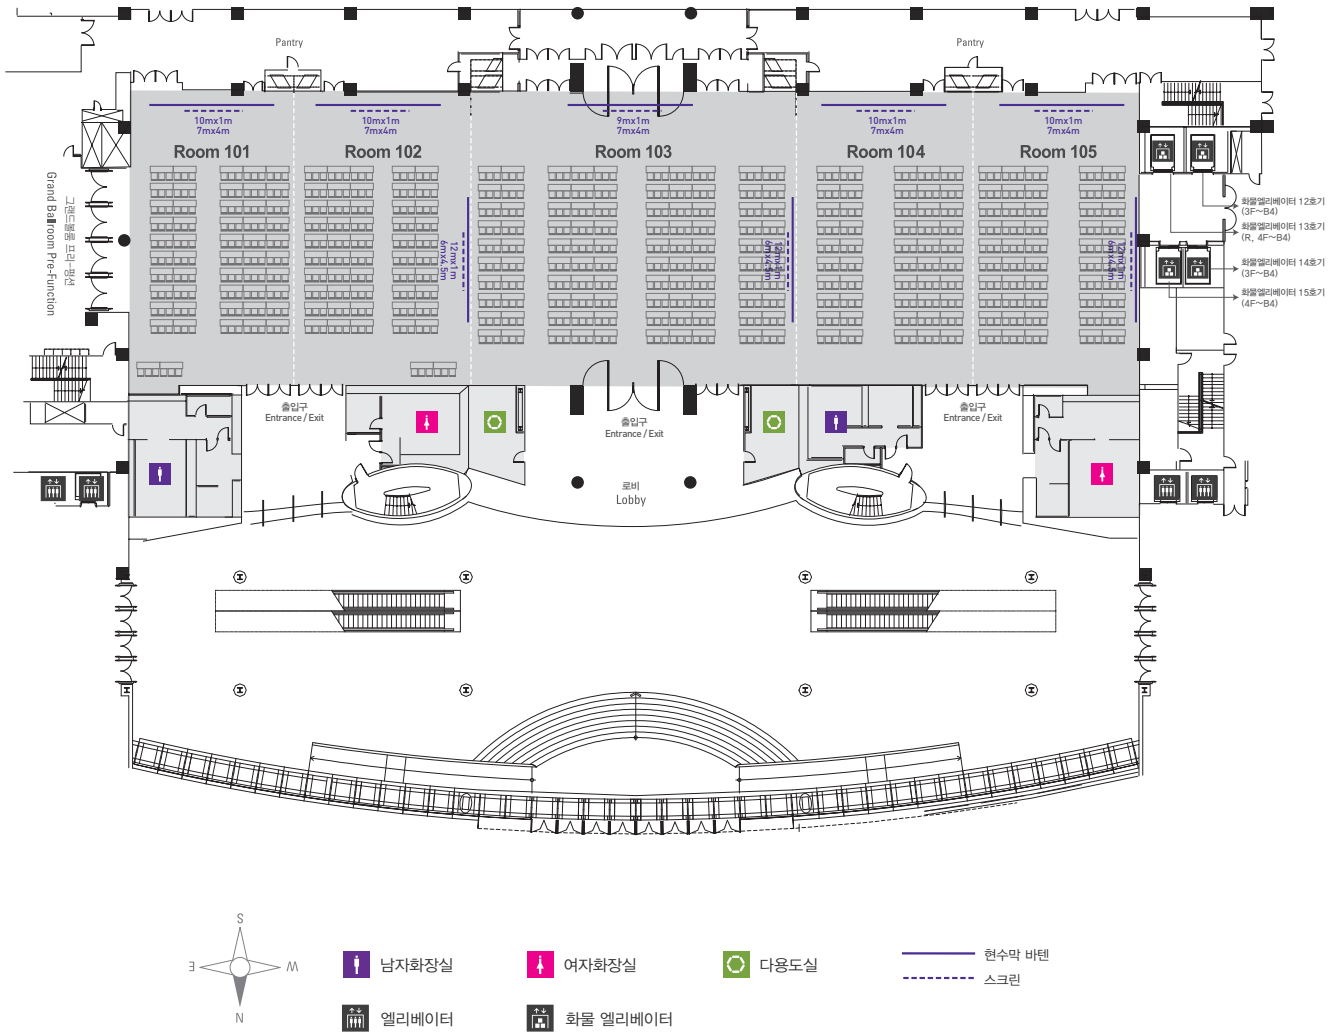 Pantry
Pantry
10mx1m
7mx4m
10mx1m
7mx4m
9mx1m
7mx4m
10mx1m
7mx4m
10mx1m
7mx4m
Room 101
Room 102
Room 103
Room 104
Room 105
그랜드볼룸 프리-펑션
Grand Ballroom Pre-Function
12mx1m
6mx4.5m
12mx1m
6mx4.5m
12mx1m
6mx4.5m
화물엘리베이터 12호기
(3F~B4)
화물엘리베이터 13호기
(R, 4F~B4)
화물엘리베이터 14호기
(3F~B4)
화물엘리베이터 15호기
(4F~B4)
출입구
Entrance / Exit
출입구
Entrance / Exit
출입구
Entrance / Exit
로비
Lobby
S
E
W
N
남자화장실
여자화장실
다용도실
현수막 바텐
스크린
엘리베이터
화물 엘리베이터